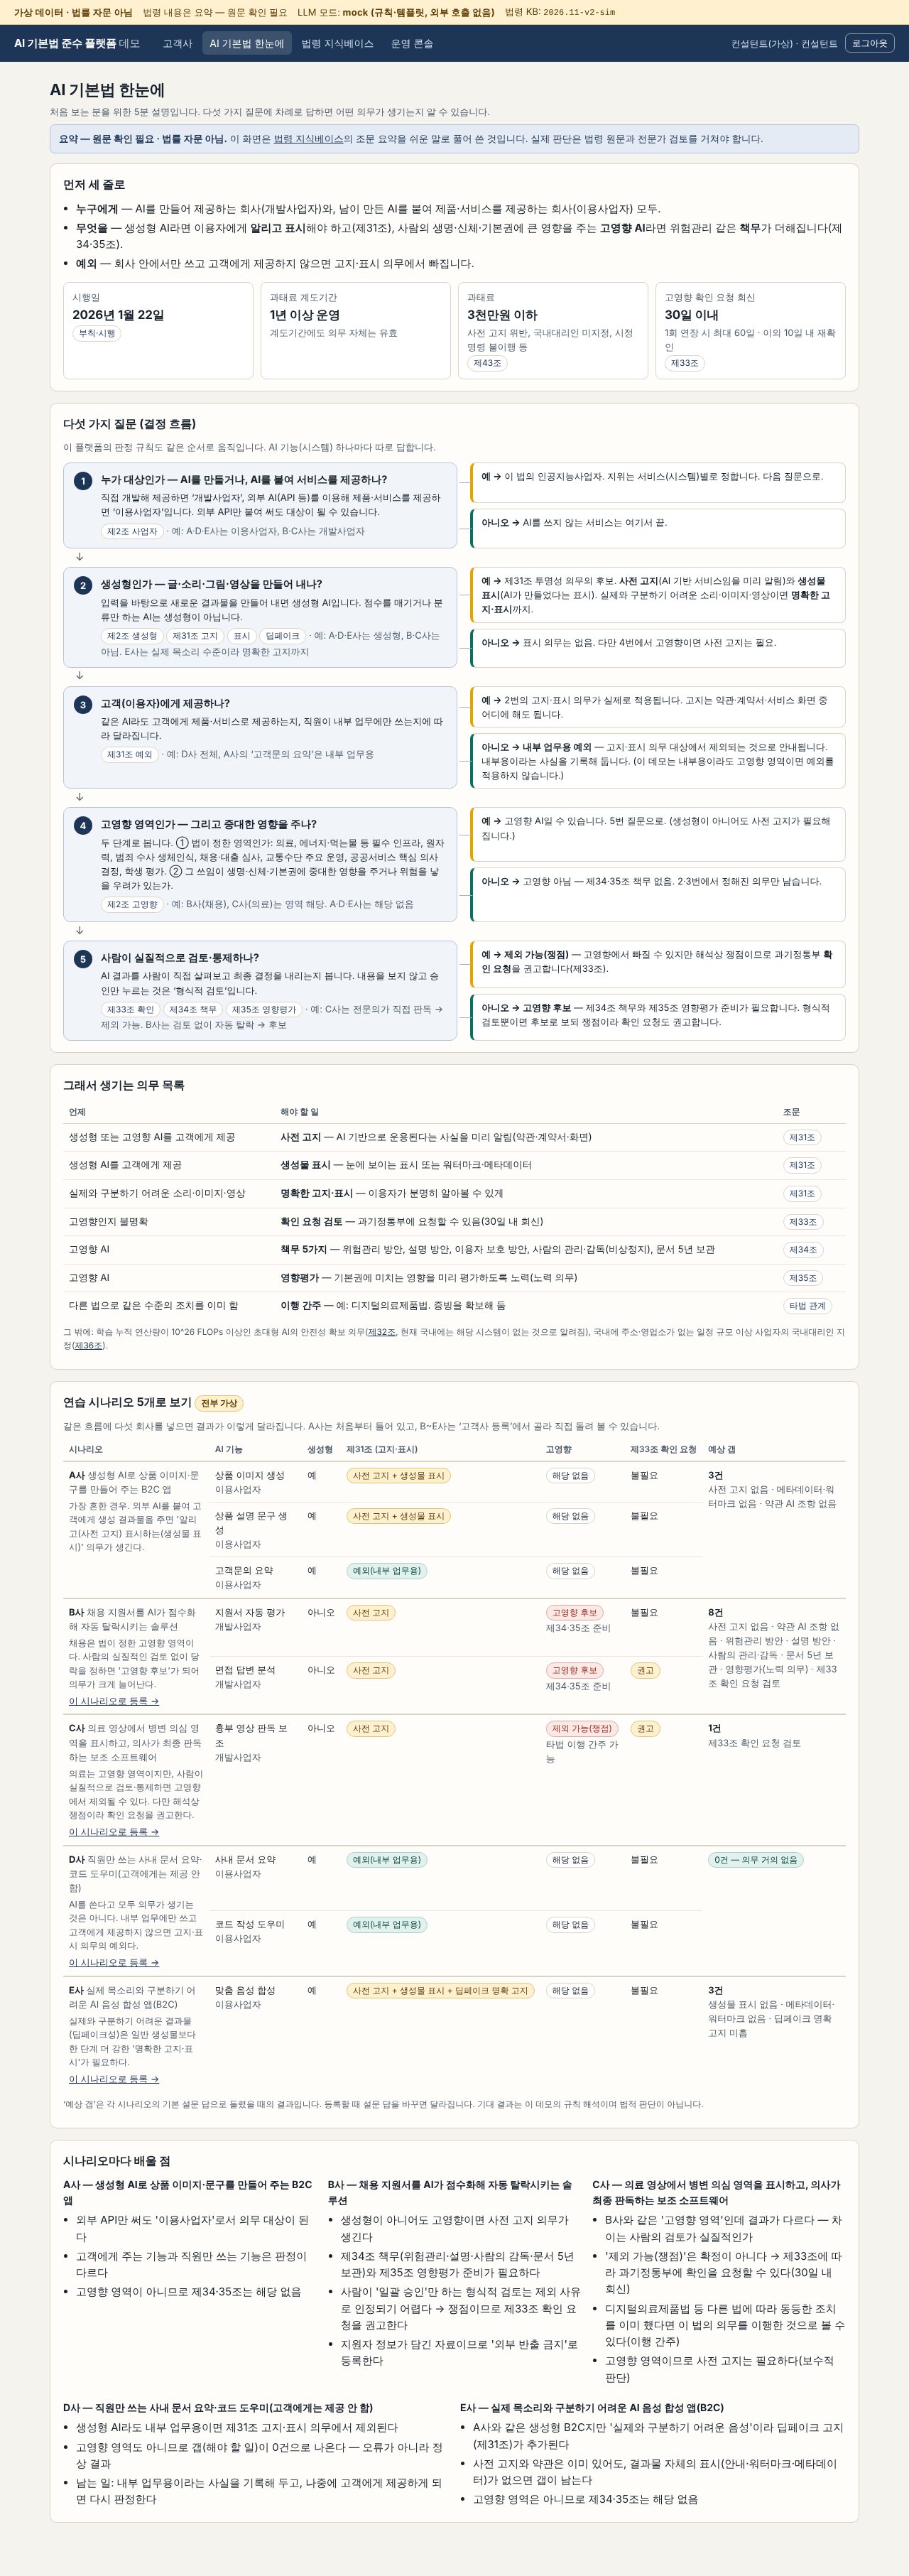 가상 데이터 · 법률 자문 아님 법령 내용은 요약 — 원문 확인 필요 LLM 모드: mock (규칙·템플릿, 외부 호출 없음) 법령 KB: 2026.11-v2-sim
AI 기본법 준수 플랫폼 데모 고객사 AI 기본법 한눈에 법령 지식베이스 운영 콘솔 컨설턴트(가상) · 컨설턴트 로그아웃
AI 기본법 한눈에
처음 보는 분을 위한 5분 설명입니다. 다섯 가지 질문에 차례로 답하면 어떤 의무가 생기는지 알 수 있습니다.
요약 — 원문 확인 필요 · 법률 자문 아님. 이 화면은 법령 지식베이스의 조문 요약을 쉬운 말로 풀어 쓴 것입니다. 실제 판단은 법령 원문과 전문가 검토를 거쳐야 합니다.
먼저 세 줄로
• 누구에게 — AI를 만들어 제공하는 회사(개발사업자)와, 남이 만든 AI를 붙여 제품·서비스를 제공하는 회사(이용사업자) 모두.
• 무엇을 — 생성형 AI라면 이용자에게 알리고 표시해야 하고(제31조), 사람의 생명·신체·기본권에 큰 영향을 주는 고영향 AI라면 위험관리 같은 책무가 더해집니다(제
34·35조).
• 예외 — 회사 안에서만 쓰고 고객에게 제공하지 않으면 고지·표시 의무에서 빠집니다.
시행일
2026년 1월 22일
부칙·시행
과태료 계도기간
1년 이상 운영
계도기간에도 의무 자체는 유효
과태료
3천만원 이하
사전 고지 위반, 국내대리인 미지정, 시정
명령 불이행 등
제43조
고영향 확인 요청 회신
30일 이내
1회 연장 시 최대 60일 · 이의 10일 내 재확
인
제33조
다섯 가지 질문 (결정 흐름)
이 플랫폼의 판정 규칙도 같은 순서로 움직입니다. AI 기능(시스템) 하나마다 따로 답합니다.
1 누가 대상인가 — AI를 만들거나, AI를 붙여 서비스를 제공하나?
직접 개발해 제공하면 ‘개발사업자’, 외부 AI(API 등)를 이용해 제품·서비스를 제공하
면 ‘이용사업자’입니다. 외부 API만 붙여 써도 대상이 될 수 있습니다.
제2조 사업자 · 예: A·D·E사는 이용사업자, B·C사는 개발사업자
예 → 이 법의 인공지능사업자. 지위는 서비스(시스템)별로 정합니다. 다음 질문으로.
아니오 → AI를 쓰지 않는 서비스는 여기서 끝.
↓
2 생성형인가 — 글·소리·그림·영상을 만들어 내나?
입력을 바탕으로 새로운 결과물을 만들어 내면 생성형 AI입니다. 점수를 매기거나 분
류만 하는 AI는 생성형이 아닙니다.
제2조 생성형 제31조 고지 표시 딥페이크 · 예: A·D·E사는 생성형, B·C사는
아님. E사는 실제 목소리 수준이라 명확한 고지까지
예 → 제31조 투명성 의무의 후보. 사전 고지(AI 기반 서비스임을 미리 알림)와 생성물
표시(AI가 만들었다는 표시). 실제와 구분하기 어려운 소리·이미지·영상이면 명확한 고
지·표시까지.
아니오 → 표시 의무는 없음. 다만 4번에서 고영향이면 사전 고지는 필요.
↓
3 고객(이용자)에게 제공하나?
같은 AI라도 고객에게 제품·서비스로 제공하는지, 직원이 내부 업무에만 쓰는지에 따
라 달라집니다.
제31조 예외 · 예: D사 전체, A사의 ‘고객문의 요약’은 내부 업무용
예 → 2번의 고지·표시 의무가 실제로 적용됩니다. 고지는 약관·계약서·서비스 화면 중
어디에 해도 됩니다.
아니오 → 내부 업무용 예외 — 고지·표시 의무 대상에서 제외되는 것으로 안내됩니다.
내부용이라는 사실을 기록해 둡니다. (이 데모는 내부용이라도 고영향 영역이면 예외를
적용하지 않습니다.)
↓
4 고영향 영역인가 — 그리고 중대한 영향을 주나?
두 단계로 봅니다. ① 법이 정한 영역인가: 의료, 에너지·먹는물 등 필수 인프라, 원자
력, 범죄 수사 생체인식, 채용·대출 심사, 교통수단 주요 운영, 공공서비스 핵심 의사
결정, 학생 평가. ② 그 쓰임이 생명·신체·기본권에 중대한 영향을 주거나 위험을 낳
을 우려가 있는가.
제2조 고영향 · 예: B사(채용), C사(의료)는 영역 해당. A·D·E사는 해당 없음
예 → 고영향 AI일 수 있습니다. 5번 질문으로. (생성형이 아니어도 사전 고지가 필요해
집니다.)
아니오 → 고영향 아님 — 제34·35조 책무 없음. 2·3번에서 정해진 의무만 남습니다.
↓
5 사람이 실질적으로 검토·통제하나?
AI 결과를 사람이 직접 살펴보고 최종 결정을 내리는지 봅니다. 내용을 보지 않고 승
인만 누르는 것은 ‘형식적 검토’입니다.
제33조 확인 제34조 책무 제35조 영향평가 · 예: C사는 전문의가 직접 판독 →
제외 가능. B사는 검토 없이 자동 탈락 → 후보
예 → 제외 가능(쟁점) — 고영향에서 빠질 수 있지만 해석상 쟁점이므로 과기정통부 확
인 요청을 권고합니다(제33조).
아니오 → 고영향 후보 — 제34조 책무와 제35조 영향평가 준비가 필요합니다. 형식적
검토뿐이면 후보로 보되 쟁점이라 확인 요청도 권고합니다.
그래서 생기는 의무 목록
언제 해야 할 일 조문
생성형 또는 고영향 AI를 고객에게 제공 사전 고지 — AI 기반으로 운용된다는 사실을 미리 알림(약관·계약서·화면) 제31조
생성형 AI를 고객에게 제공 생성물 표시 — 눈에 보이는 표시 또는 워터마크·메타데이터 제31조
실제와 구분하기 어려운 소리·이미지·영상 명확한 고지·표시 — 이용자가 분명히 알아볼 수 있게 제31조
고영향인지 불명확 확인 요청 검토 — 과기정통부에 요청할 수 있음(30일 내 회신) 제33조
고영향 AI 책무 5가지 — 위험관리 방안, 설명 방안, 이용자 보호 방안, 사람의 관리·감독(비상정지), 문서 5년 보관 제34조
고영향 AI 영향평가 — 기본권에 미치는 영향을 미리 평가하도록 노력(노력 의무) 제35조
다른 법으로 같은 수준의 조치를 이미 함 이행 간주 — 예: 디지털의료제품법. 증빙을 확보해 둠 타법 관계
그 밖에: 학습 누적 연산량이 10^26 FLOPs 이상인 초대형 AI의 안전성 확보 의무(제32조, 현재 국내에는 해당 시스템이 없는 것으로 알려짐), 국내에 주소·영업소가 없는 일정 규모 이상 사업자의 국내대리인 지
정(제36조).
연습 시나리오 5개로 보기 전부 가상
같은 흐름에 다섯 회사를 넣으면 결과가 이렇게 달라집니다. A사는 처음부터 들어 있고, B~E사는 ‘고객사 등록’에서 골라 직접 돌려 볼 수 있습니다.
시나리오 AI 기능 생성형 제31조 (고지·표시) 고영향 제33조 확인 요청 예상 갭
A사 생성형 AI로 상품 이미지·문
구를 만들어 주는 B2C 앱
가장 흔한 경우. 외부 AI를 붙여 고
객에게 생성 결과물을 주면 '알리
고(사전 고지) 표시하는(생성물 표
시)' 의무가 생긴다.
상품 이미지 생성
이용사업자
예 사전 고지 + 생성물 표시 해당 없음 불필요
3건
사전 고지 없음 · 메타데이터·워
터마크 없음 · 약관 AI 조항 없음
상품 설명 문구 생
성
이용사업자
예 사전 고지 + 생성물 표시 해당 없음 불필요
고객문의 요약
이용사업자
예 예외(내부 업무용) 해당 없음 불필요
B사 채용 지원서를 AI가 점수화
해 자동 탈락시키는 솔루션
채용은 법이 정한 고영향 영역이
다. 사람의 실질적인 검토 없이 당
락을 정하면 '고영향 후보'가 되어
의무가 크게 늘어난다.
이 시나리오로 등록 →
지원서 자동 평가
개발사업자
아니오 사전 고지 고영향 후보
제34·35조 준비
불필요
8건
사전 고지 없음 · 약관 AI 조항 없
음 · 위험관리 방안 · 설명 방안 ·
사람의 관리·감독 · 문서 5년 보
관 · 영향평가(노력 의무) · 제33
조 확인 요청 검토
면접 답변 분석
개발사업자
아니오 사전 고지 고영향 후보
제34·35조 준비
권고
C사 의료 영상에서 병변 의심 영
역을 표시하고, 의사가 최종 판독
하는 보조 소프트웨어
의료는 고영향 영역이지만, 사람이
실질적으로 검토·통제하면 고영향
에서 제외될 수 있다. 다만 해석상
쟁점이라 확인 요청을 권고한다.
이 시나리오로 등록 →
흉부 영상 판독 보
조
개발사업자
아니오 사전 고지 제외 가능(쟁점)
타법 이행 간주 가
능
권고
1건
제33조 확인 요청 검토
D사 직원만 쓰는 사내 문서 요약·
코드 도우미(고객에게는 제공 안
함)
AI를 쓴다고 모두 의무가 생기는
것은 아니다. 내부 업무에만 쓰고
고객에게 제공하지 않으면 고지·표
시 의무의 예외다.
이 시나리오로 등록 →
사내 문서 요약
이용사업자
예 예외(내부 업무용) 해당 없음 불필요 0건 — 의무 거의 없음
코드 작성 도우미
이용사업자
예 예외(내부 업무용) 해당 없음 불필요
E사 실제 목소리와 구분하기 어
려운 AI 음성 합성 앱(B2C)
실제와 구분하기 어려운 결과물
(딥페이크성)은 일반 생성물보다
한 단계 더 강한 '명확한 고지·표
시'가 필요하다.
이 시나리오로 등록 →
맞춤 음성 합성
이용사업자
예 사전 고지 + 생성물 표시 + 딥페이크 명확 고지 해당 없음 불필요
3건
생성물 표시 없음 · 메타데이터·
워터마크 없음 · 딥페이크 명확
고지 미흡
‘예상 갭’은 각 시나리오의 기본 설문 답으로 돌렸을 때의 결과입니다. 등록할 때 설문 답을 바꾸면 달라집니다. 기대 결과는 이 데모의 규칙 해석이며 법적 판단이 아닙니다.
시나리오마다 배울 점
A사 — 생성형 AI로 상품 이미지·문구를 만들어 주는 B2C
앱
• 외부 API만 써도 '이용사업자'로서 의무 대상이 된
다
• 고객에게 주는 기능과 직원만 쓰는 기능은 판정이
다르다
• 고영향 영역이 아니므로 제34·35조는 해당 없음
B사 — 채용 지원서를 AI가 점수화해 자동 탈락시키는 솔
루션
• 생성형이 아니어도 고영향이면 사전 고지 의무가
생긴다
• 제34조 책무(위험관리·설명·사람의 감독·문서 5년
보관)와 제35조 영향평가 준비가 필요하다
• 사람이 '일괄 승인'만 하는 형식적 검토는 제외 사유
로 인정되기 어렵다 → 쟁점이므로 제33조 확인 요
청을 권고한다
• 지원자 정보가 담긴 자료이므로 '외부 반출 금지'로
등록한다
C사 — 의료 영상에서 병변 의심 영역을 표시하고, 의사가
최종 판독하는 보조 소프트웨어
• B사와 같은 '고영향 영역'인데 결과가 다르다 — 차
이는 사람의 검토가 실질적인가
• '제외 가능(쟁점)'은 확정이 아니다 → 제33조에 따
라 과기정통부에 확인을 요청할 수 있다(30일 내
회신)
• 디지털의료제품법 등 다른 법에 따라 동등한 조치
를 이미 했다면 이 법의 의무를 이행한 것으로 볼 수
있다(이행 간주)
• 고영향 영역이므로 사전 고지는 필요하다(보수적
판단)
D사 — 직원만 쓰는 사내 문서 요약·코드 도우미(고객에게는 제공 안 함)
• 생성형 AI라도 내부 업무용이면 제31조 고지·표시 의무에서 제외된다
• 고영향 영역도 아니므로 갭(해야 할 일)이 0건으로 나온다 — 오류가 아니라 정
상 결과
• 남는 일: 내부 업무용이라는 사실을 기록해 두고, 나중에 고객에게 제공하게 되
면 다시 판정한다
E사 — 실제 목소리와 구분하기 어려운 AI 음성 합성 앱(B2C)
• A사와 같은 생성형 B2C지만 '실제와 구분하기 어려운 음성'이라 딥페이크 고지
(제31조)가 추가된다
• 사전 고지와 약관은 이미 있어도, 결과물 자체의 표시(안내·워터마크·메타데이
터)가 없으면 갭이 남는다
• 고영향 영역은 아니므로 제34·35조는 해당 없음